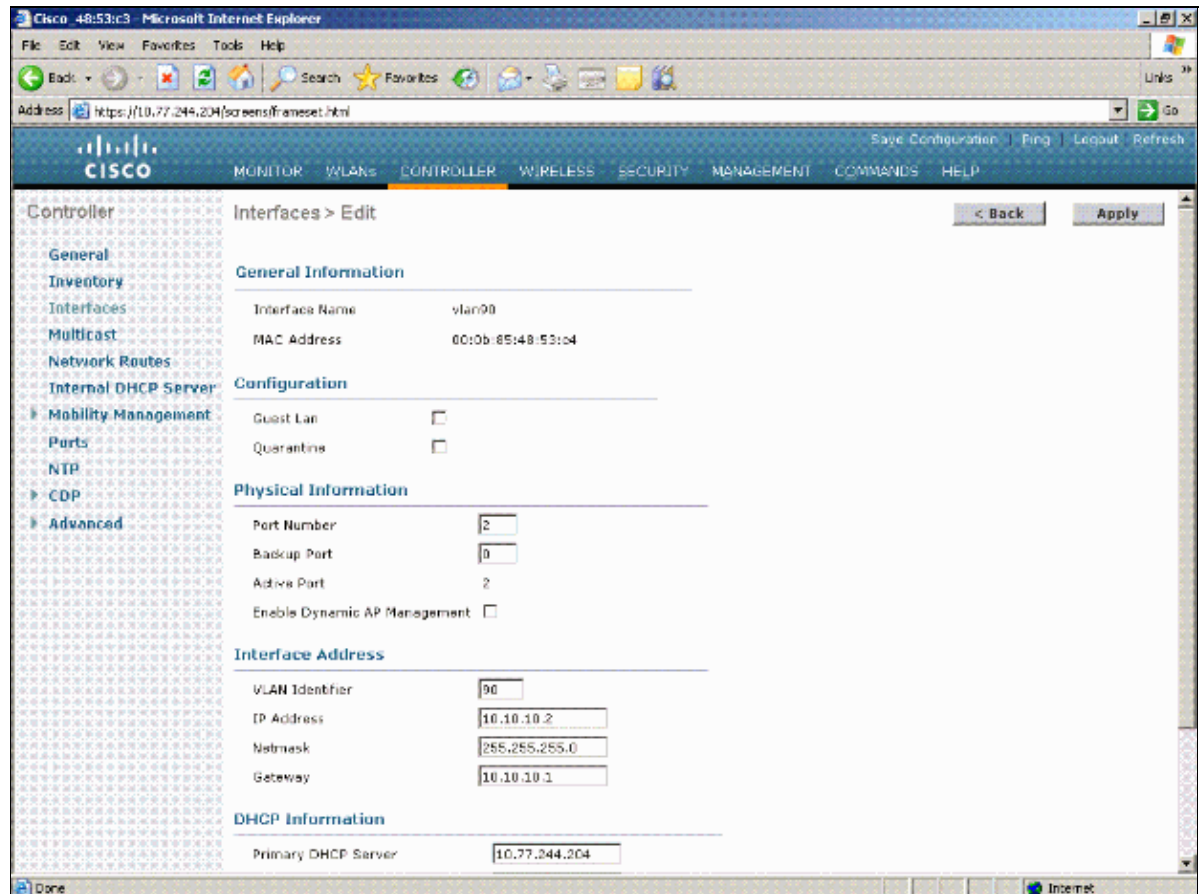 Cisco_48:53:c3 - Microsoft Internet Explorer
File Edit View Favorites Tools Help
Back Search Favorites Links »
Address https://10.77.244.204/screens/frameset.html Go
Save Configuration | Ping | Logout | Refresh
CISCO MONITOR WLANs CONTROLLER WIRELESS SECURITY MANAGEMENT COMMANDS HELP
Controller
General
Inventory
Interfaces
Multicast
Network Routes
Internal DHCP Server
Mobility Management
Ports
NTP
CDP
Advanced
Interfaces > Edit < Back Apply
General Information
Interface Name vlan90
MAC Address 00:0b:85:48:53:c4
Configuration
Guest Lan
Quarantine
Physical Information
Port Number 2
Backup Port 0
Active Port 2
Enable Dynamic AP Management
Interface Address
VLAN Identifier 90
IP Address 10.10.10.2
Netmask 255.255.255.0
Gateway 10.10.10.1
DHCP Information
Primary DHCP Server 10.77.244.204
Done Internet